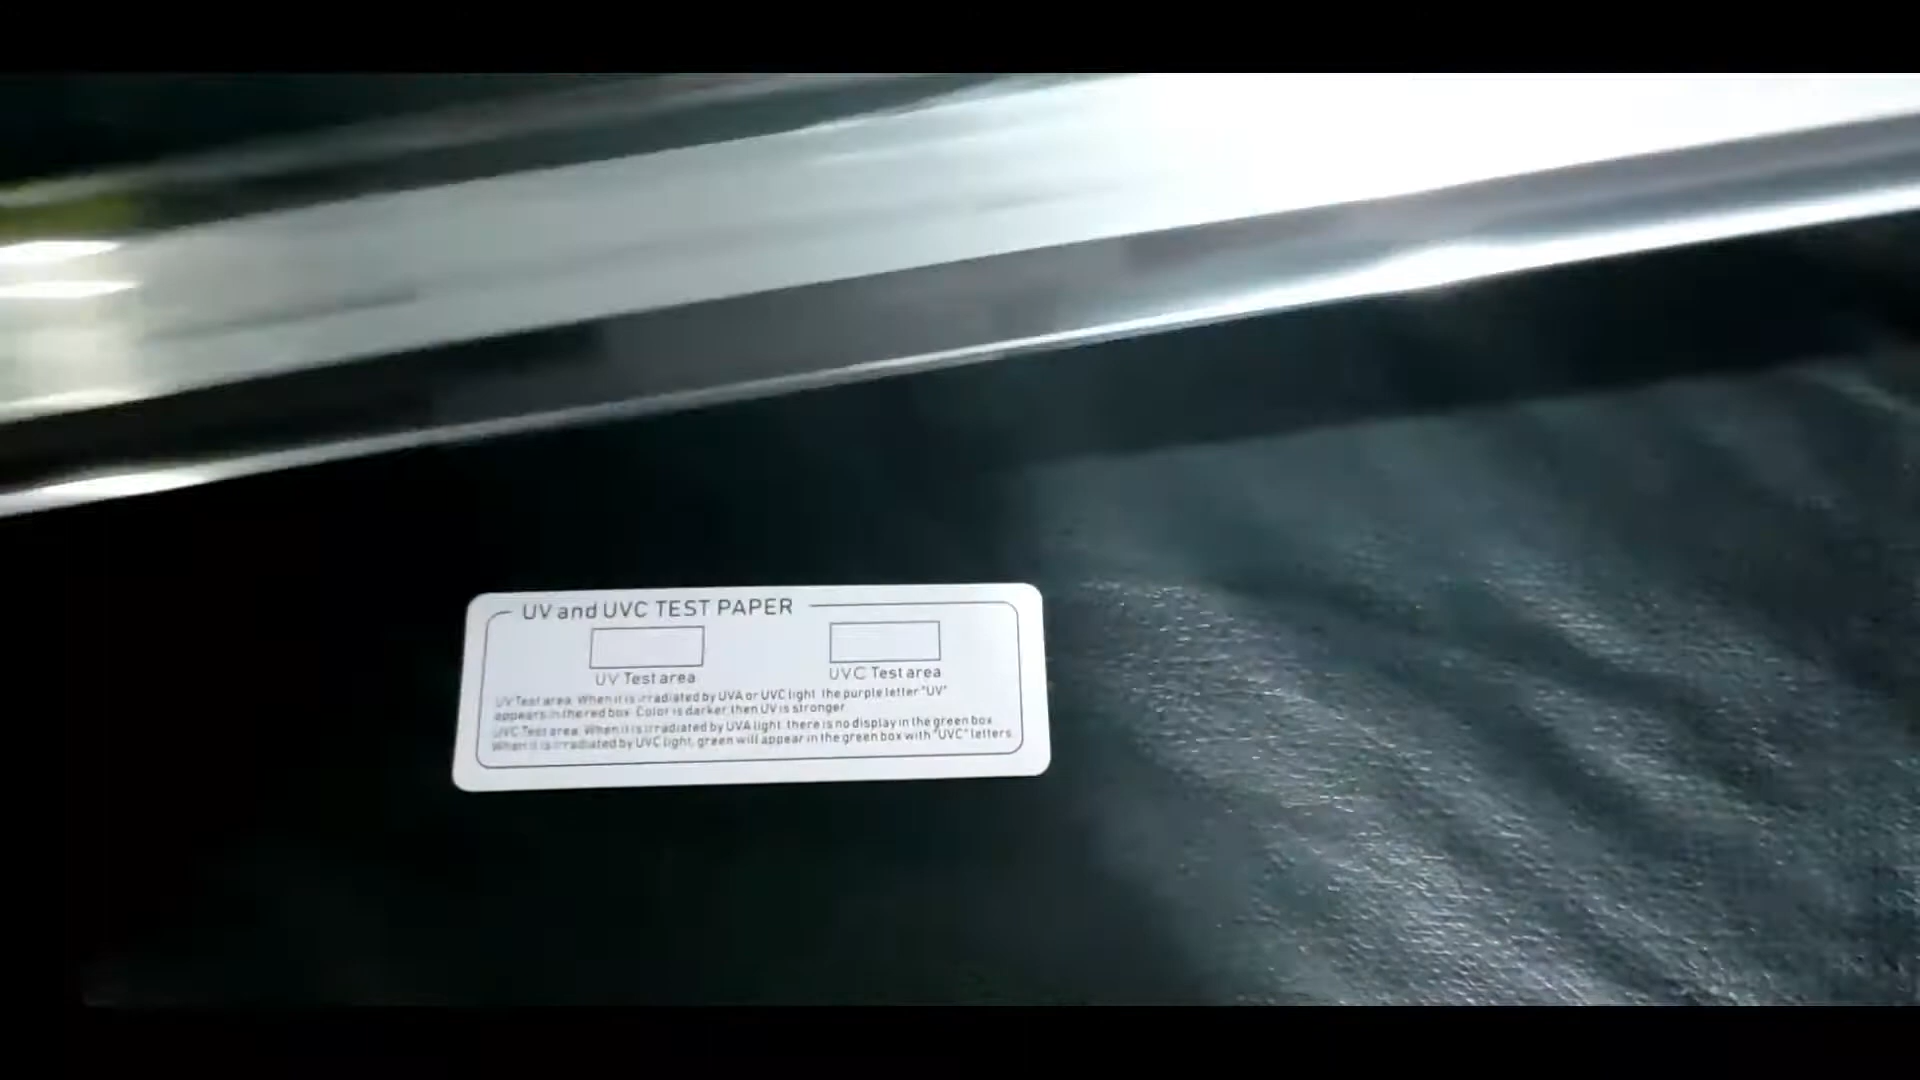 UV and UVC TEST PAPER
UV Test area
UVC Test area
UV Test area: When it is irradiated by UVA or UVC light, the purple letter "UV"
appears in the red box. Color is darker, then UV is stronger.
UVC Test area: When it is irradiated by UVA light, there is no display in the green box.
When it is irradiated by UVC light, green will appear in the green box with "UVC" letters.